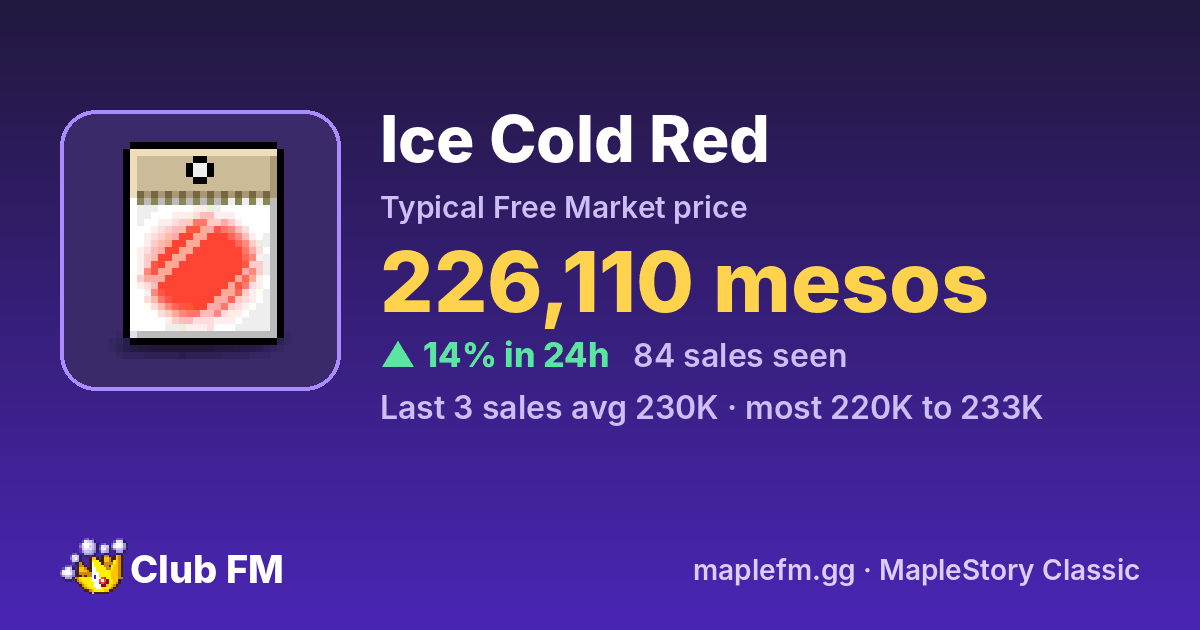 Ice Cold Red
Typical Free Market price
226,110 mesos
▲ 14% in 24h 84 sales seen
Last 3 sales avg 230K · most 220K to 233K
Club FM
maplefm.gg · MapleStory Classic